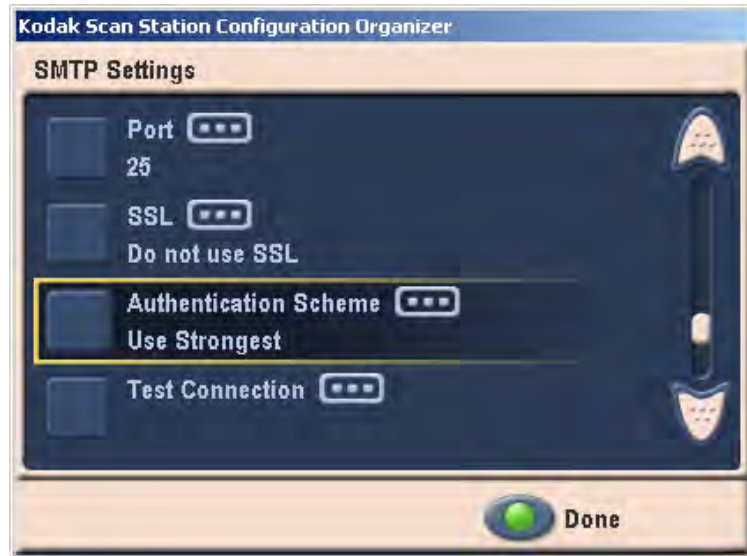 Kodak Scan Station Configuration Organizer
SMTP Settings
Port
25
SSL
Do not use SSL
Authentication Scheme
Use Strongest
Test Connection
Done